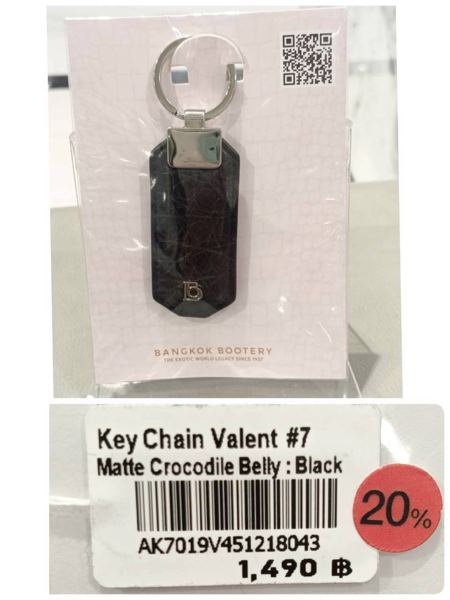 B
BANGKOK BOOTERY
THE EXOTIC WORLD LEGACY SINCE 1937
Key Chain Valent #7
Matte Crocodile Belly : Black
AK7019V451218043
1,490 ฿
20%